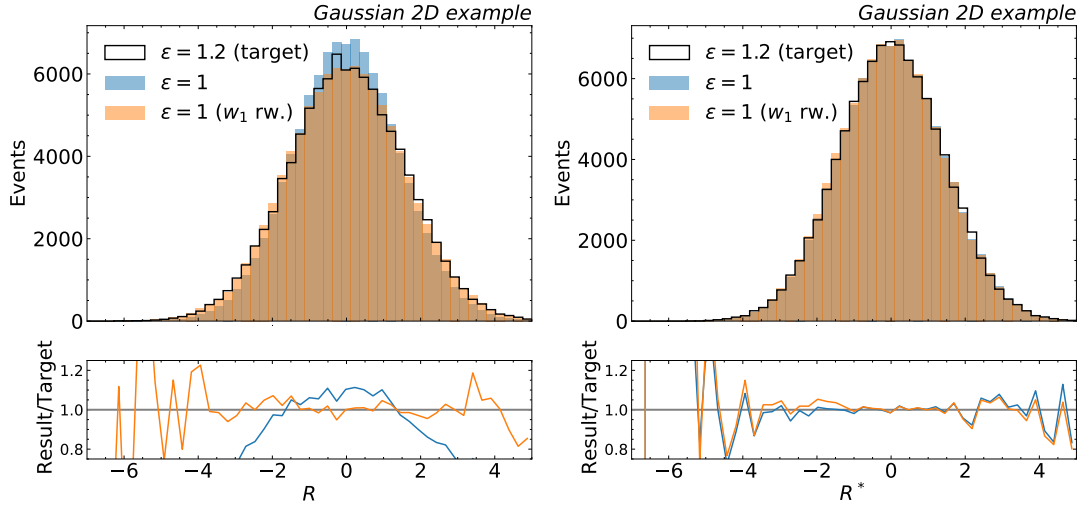 Gaussian 2D example
ε = 1.2 (target)
ε = 1
ε = 1 (w₁ rw.)
Events
6000
4000
2000
0
Result/Target
1.2
1.0
0.8
−6 −4 −2 0 2 4
R
Gaussian 2D example
ε = 1.2 (target)
ε = 1
ε = 1 (w₁ rw.)
Events
6000
4000
2000
0
Result/Target
1.2
1.0
0.8
−6 −4 −2 0 2 4
R*